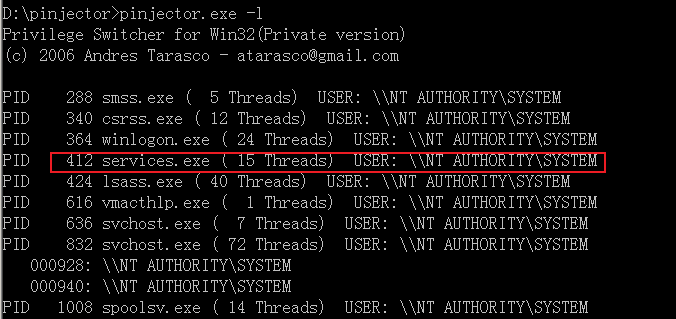 D:\pinjector>pinjector.exe -l
Privilege Switcher for Win32(Private version)
(c) 2006 Andres Tarasco - atarasco@gmail.com
PID    288 smss.exe (  5 Threads)  USER: \\NT AUTHORITY\SYSTEM
PID    340 csrss.exe ( 12 Threads)  USER: \\NT AUTHORITY\SYSTEM
PID    364 winlogon.exe ( 24 Threads)  USER: \\NT AUTHORITY\SYSTEM
PID    412 services.exe ( 15 Threads)  USER: \\NT AUTHORITY\SYSTEM
PID    424 lsass.exe ( 40 Threads)  USER: \\NT AUTHORITY\SYSTEM
PID    616 vmacthlp.exe (  1 Threads)  USER: \\NT AUTHORITY\SYSTEM
PID    636 svchost.exe (  7 Threads)  USER: \\NT AUTHORITY\SYSTEM
PID    832 svchost.exe ( 72 Threads)  USER: \\NT AUTHORITY\SYSTEM
000928: \\NT AUTHORITY\SYSTEM
000940: \\NT AUTHORITY\SYSTEM
PID   1008 spoolsv.exe ( 14 Threads)  USER: \\NT AUTHORITY\SYSTEM